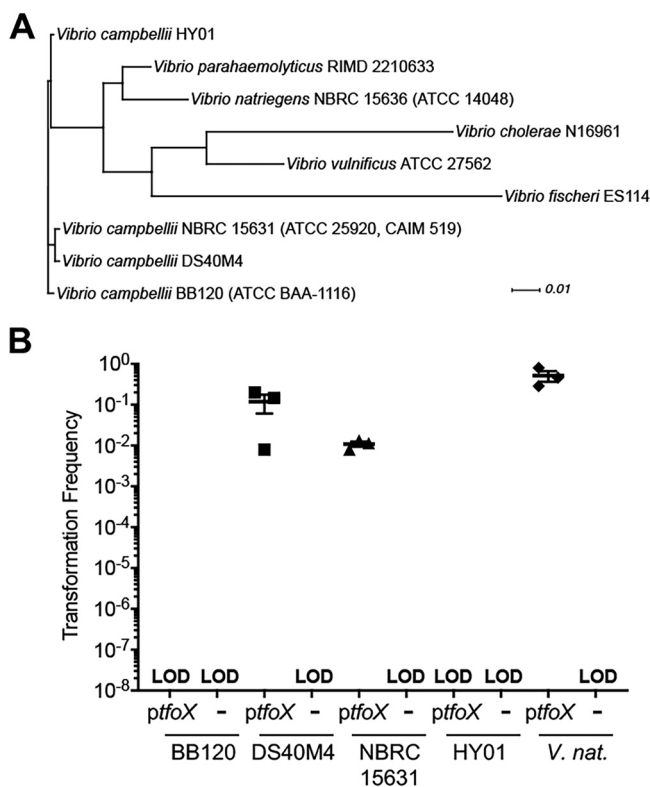 A
Vibrio campbellii HY01
Vibrio parahaemolyticus RIMD 2210633
Vibrio natriegens NBRC 15636 (ATCC 14048)
Vibrio cholerae N16961
Vibrio vulnificus ATCC 27562
Vibrio fischeri ES114
Vibrio campbellii NBRC 15631 (ATCC 25920, CAIM 519)
Vibrio campbellii DS40M4
Vibrio campbellii BB120 (ATCC BAA-1116)
0.01
B
Transformation Frequency
10⁰
10⁻¹
10⁻²
10⁻³
10⁻⁴
10⁻⁵
10⁻⁶
10⁻⁷
10⁻⁸
LOD LOD LOD LOD LOD LOD LOD
ptfoX - ptfoX - ptfoX - ptfoX - ptfoX -
BB120 DS40M4 NBRC HY01 V. nat.
15631